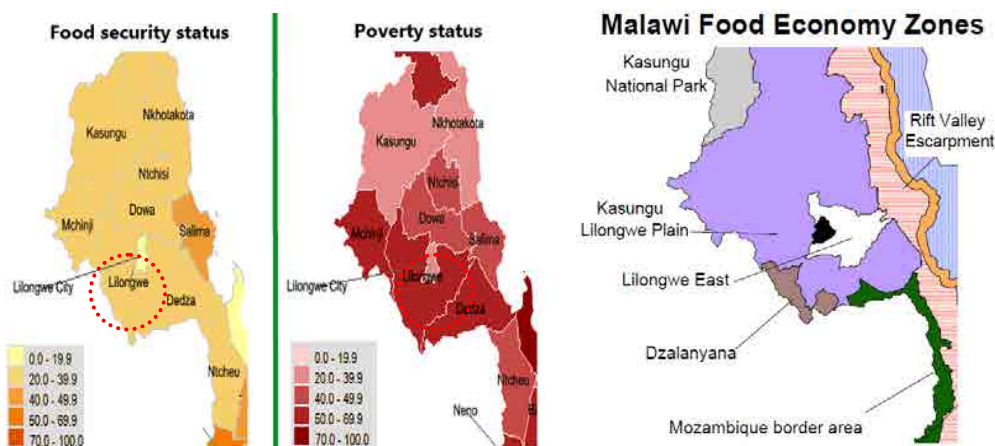 Food security status
Kasungu
Nkhotakota
Ntchisi
Dowa
Mchinji
Salima
Lilongwe City
Lilongwe
Dedza
Ntcheu
0.0 - 19.9
20.0 - 39.9
40.0 - 49.9
50.0 - 69.9
70.0 - 100.0
Poverty status
Kasungu
Nkhotakota
Ntchisi
Dowa
Mchinji
Salima
Lilongwe City
Lilongwe
Dedza
Ntcheu
Neno
0.0 - 19.9
20.0 - 39.9
40.0 - 49.9
50.0 - 69.9
70.0 - 100.0
Malawi Food Economy Zones
Kasungu
National Park
Rift Valley
Escarpment
Kasungu
Lilongwe Plain
Lilongwe East
Dzalanyana
Mozambique border area